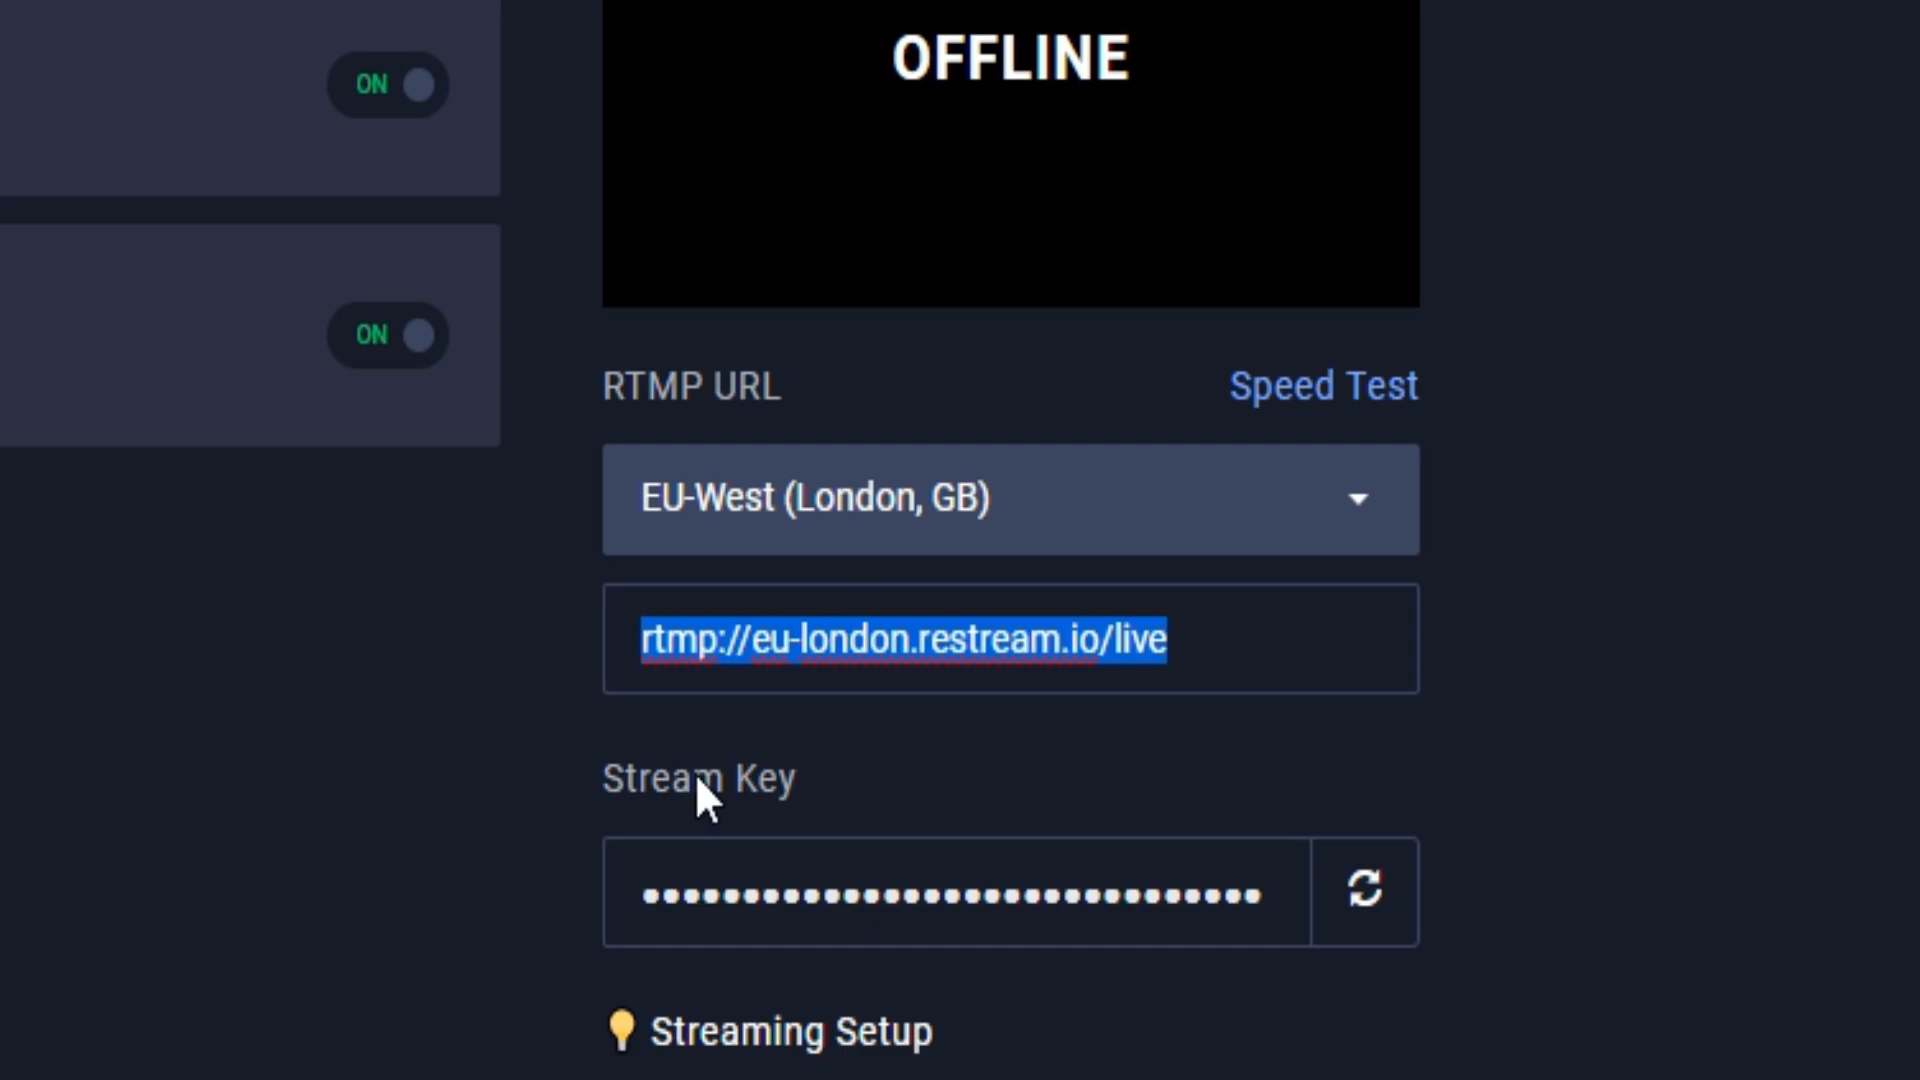 OFFLINE
ON
ON
RTMP URL
Speed Test
EU-West (London, GB)
rtmp://eu-london.restream.io/live
Stream Key
Streaming Setup